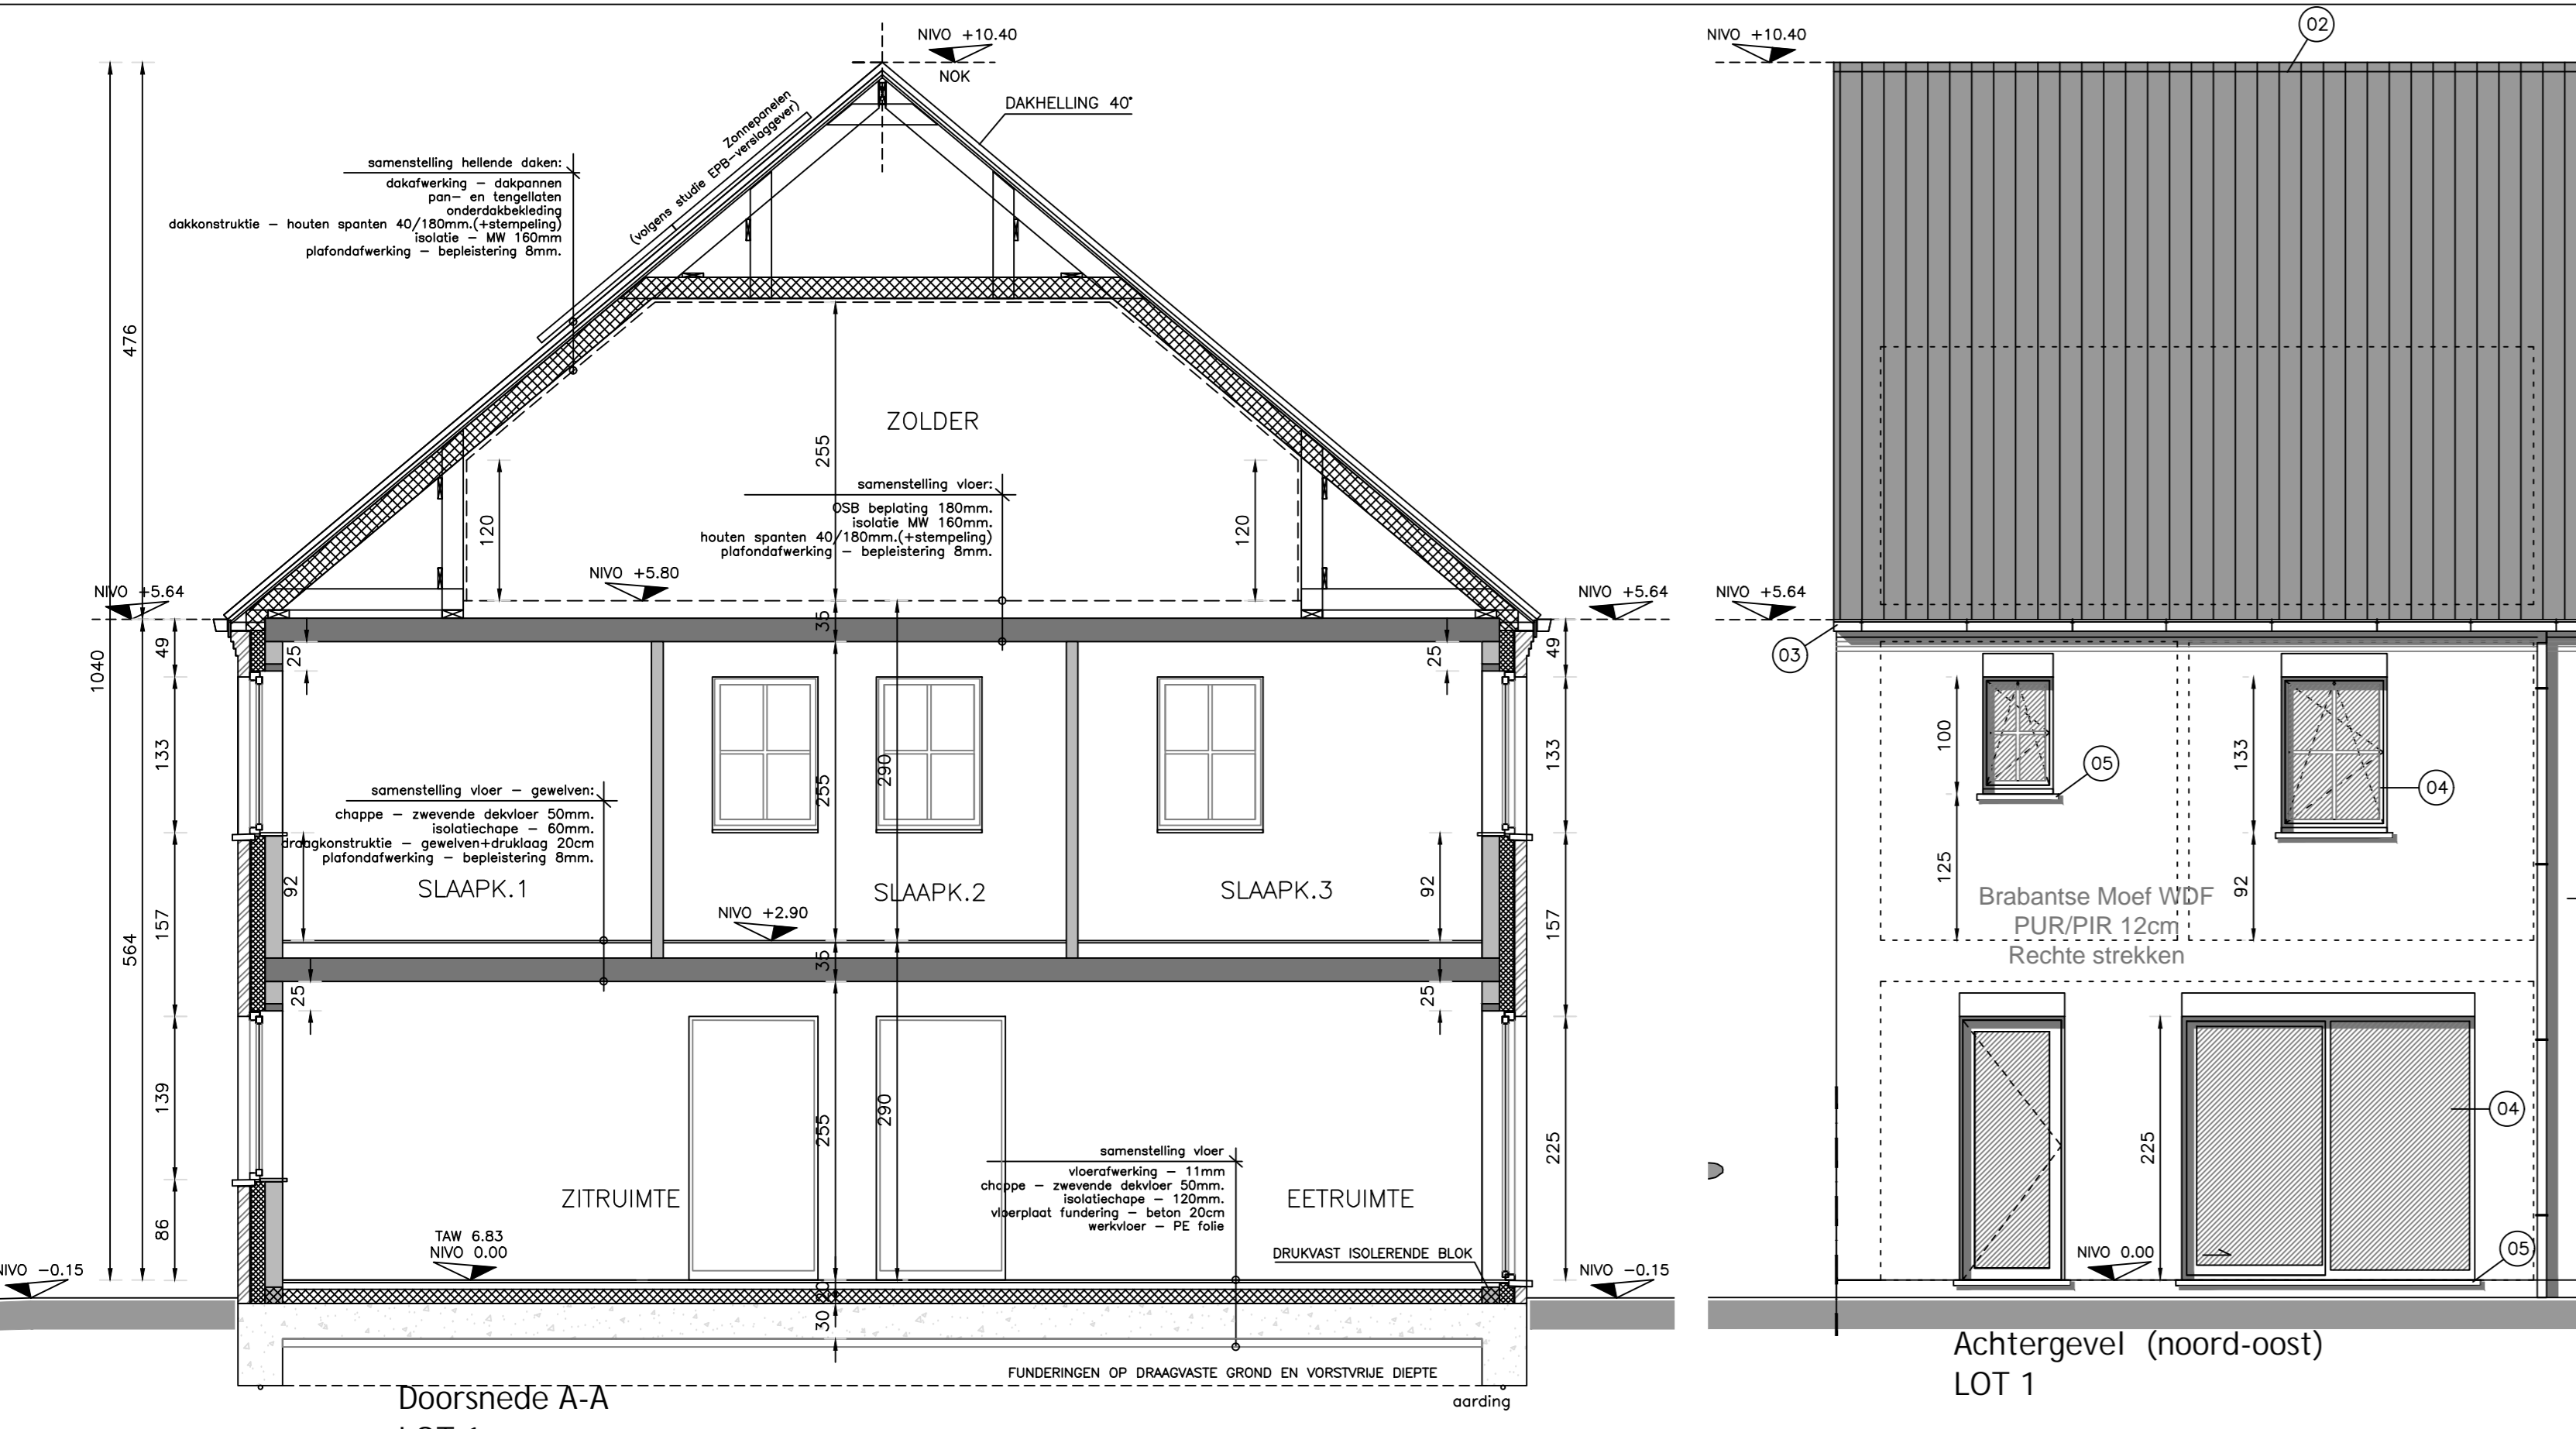 NIVO +10.40
NOK
DAKHELLING 40°
Zonnepanelen
(volgens studie EPB-verslaggever)
samenstelling hellende daken:
dakafwerking – dakpannen
pan– en tengellaten
onderdakbekleding
dakkonstruktie – houten spanten 40/180mm.(+stempeling)
isolatie – MW 160mm
plafondafwerking – bepleistering 8mm.
476
ZOLDER
255
samenstelling vloer:
OSB beplating 180mm.
isolatie MW 160mm.
houten spanten 40/180mm.(+stempeling)
plafondafwerking – bepleistering 8mm.
120
120
NIVO +5.80
NIVO +5.64
NIVO +5.64
35
49
25
25
49
1040
133
255
290
133
samenstelling vloer – gewelven:
chappe – zwevende dekvloer 50mm.
isolatiechape – 60mm.
draagkonstruktie – gewelven+druklaag 20cm
plafondafwerking – bepleistering 8mm.
92
SLAAPK.1
SLAAPK.2
SLAAPK.3
92
NIVO +2.90
157
157
564
35
25
25
139
255
290
225
samenstelling vloer
vloerafwerking – 11mm
chappe – zwevende dekvloer 50mm.
isolatiechape – 120mm.
vloerplaat fundering – beton 20cm
werkvloer – PE folie
ZITRUIMTE
EETRUIMTE
86
TAW 6.83
NIVO 0.00
DRUKVAST ISOLERENDE BLOK
NIVO -0.15
NIVO -0.15
20
30
FUNDERINGEN OP DRAAGVASTE GROND EN VORSTVRIJE DIEPTE
aarding
Doorsnede A-A
NIVO +10.40
02
NIVO +5.64
03
100
05
133
04
125
92
Brabantse Moef WDF
PUR/PIR 12cm
Rechte strekken
225
04
NIVO 0.00
05
Achtergevel (noord-oost)
LOT 1